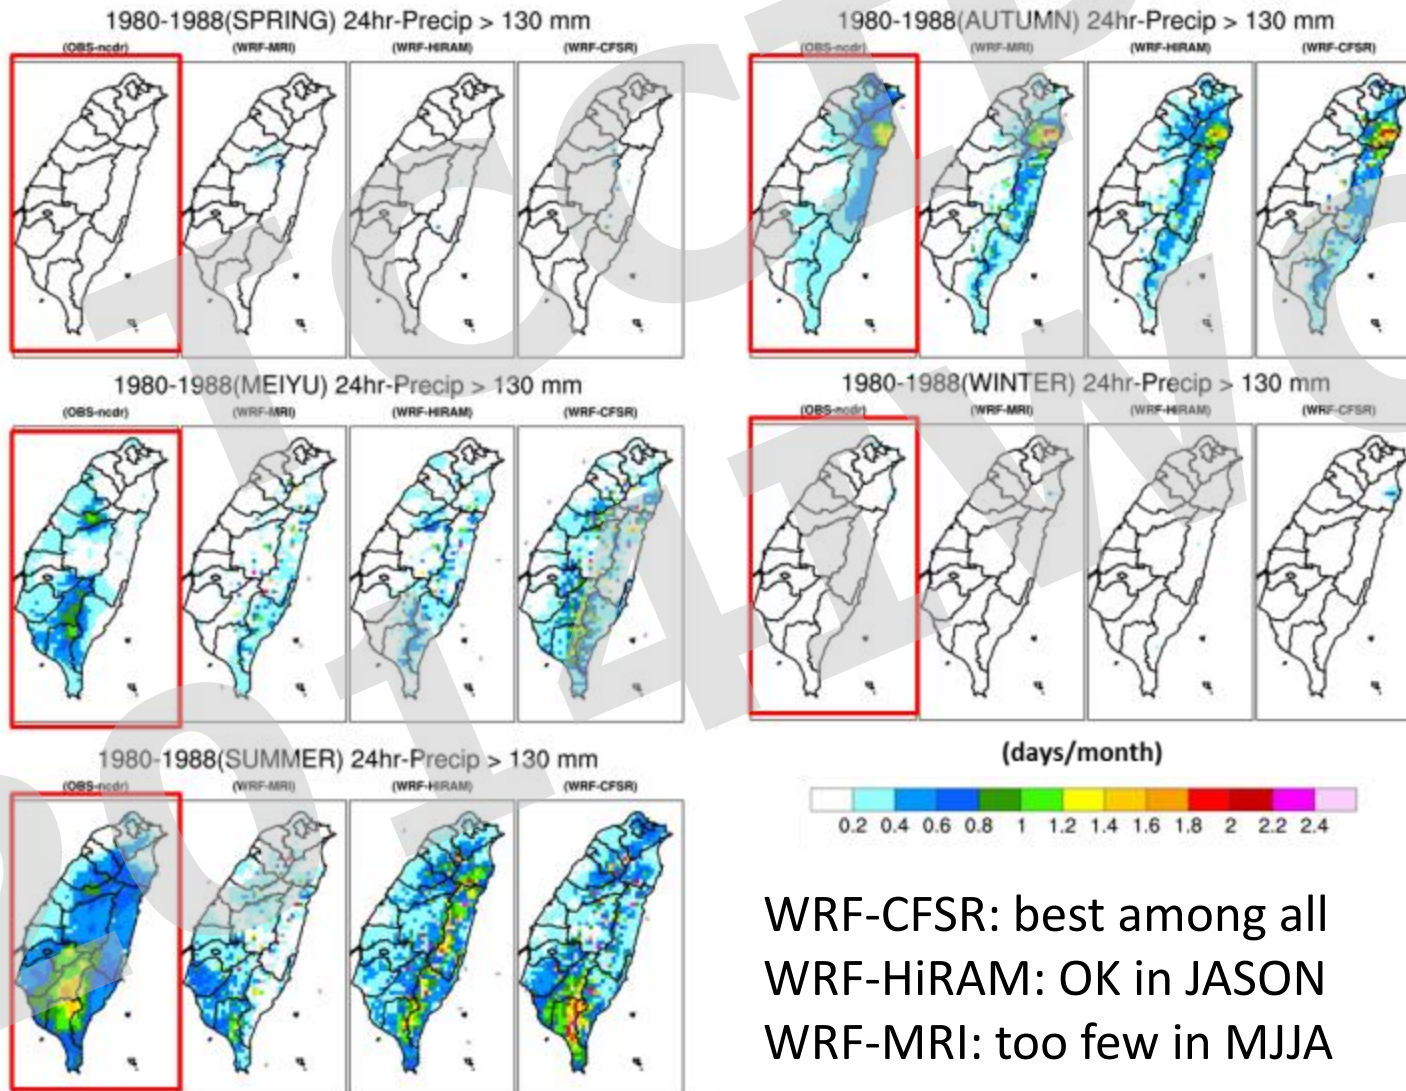 1980-1988(SPRING) 24hr-Precip > 130 mm
(OBS-ncdr) (WRF-MRI) (WRF-HIRAM) (WRF-CFSR)
1980-1988(AUTUMN) 24hr-Precip > 130 mm
(OBS-ncdr) (WRF-MRI) (WRF-HIRAM) (WRF-CFSR)
1980-1988(MEIYU) 24hr-Precip > 130 mm
(OBS-ncdr) (WRF-MRI) (WRF-HIRAM) (WRF-CFSR)
1980-1988(WINTER) 24hr-Precip > 130 mm
(OBS-ncdr) (WRF-MRI) (WRF-HIRAM) (WRF-CFSR)
1980-1988(SUMMER) 24hr-Precip > 130 mm
(OBS-ncdr) (WRF-MRI) (WRF-HIRAM) (WRF-CFSR)
(days/month)
0.2 0.4 0.6 0.8 1 1.2 1.4 1.6 1.8 2 2.2 2.4
WRF-CFSR: best among all
WRF-HiRAM: OK in JASON
WRF-MRI: too few in MJJA